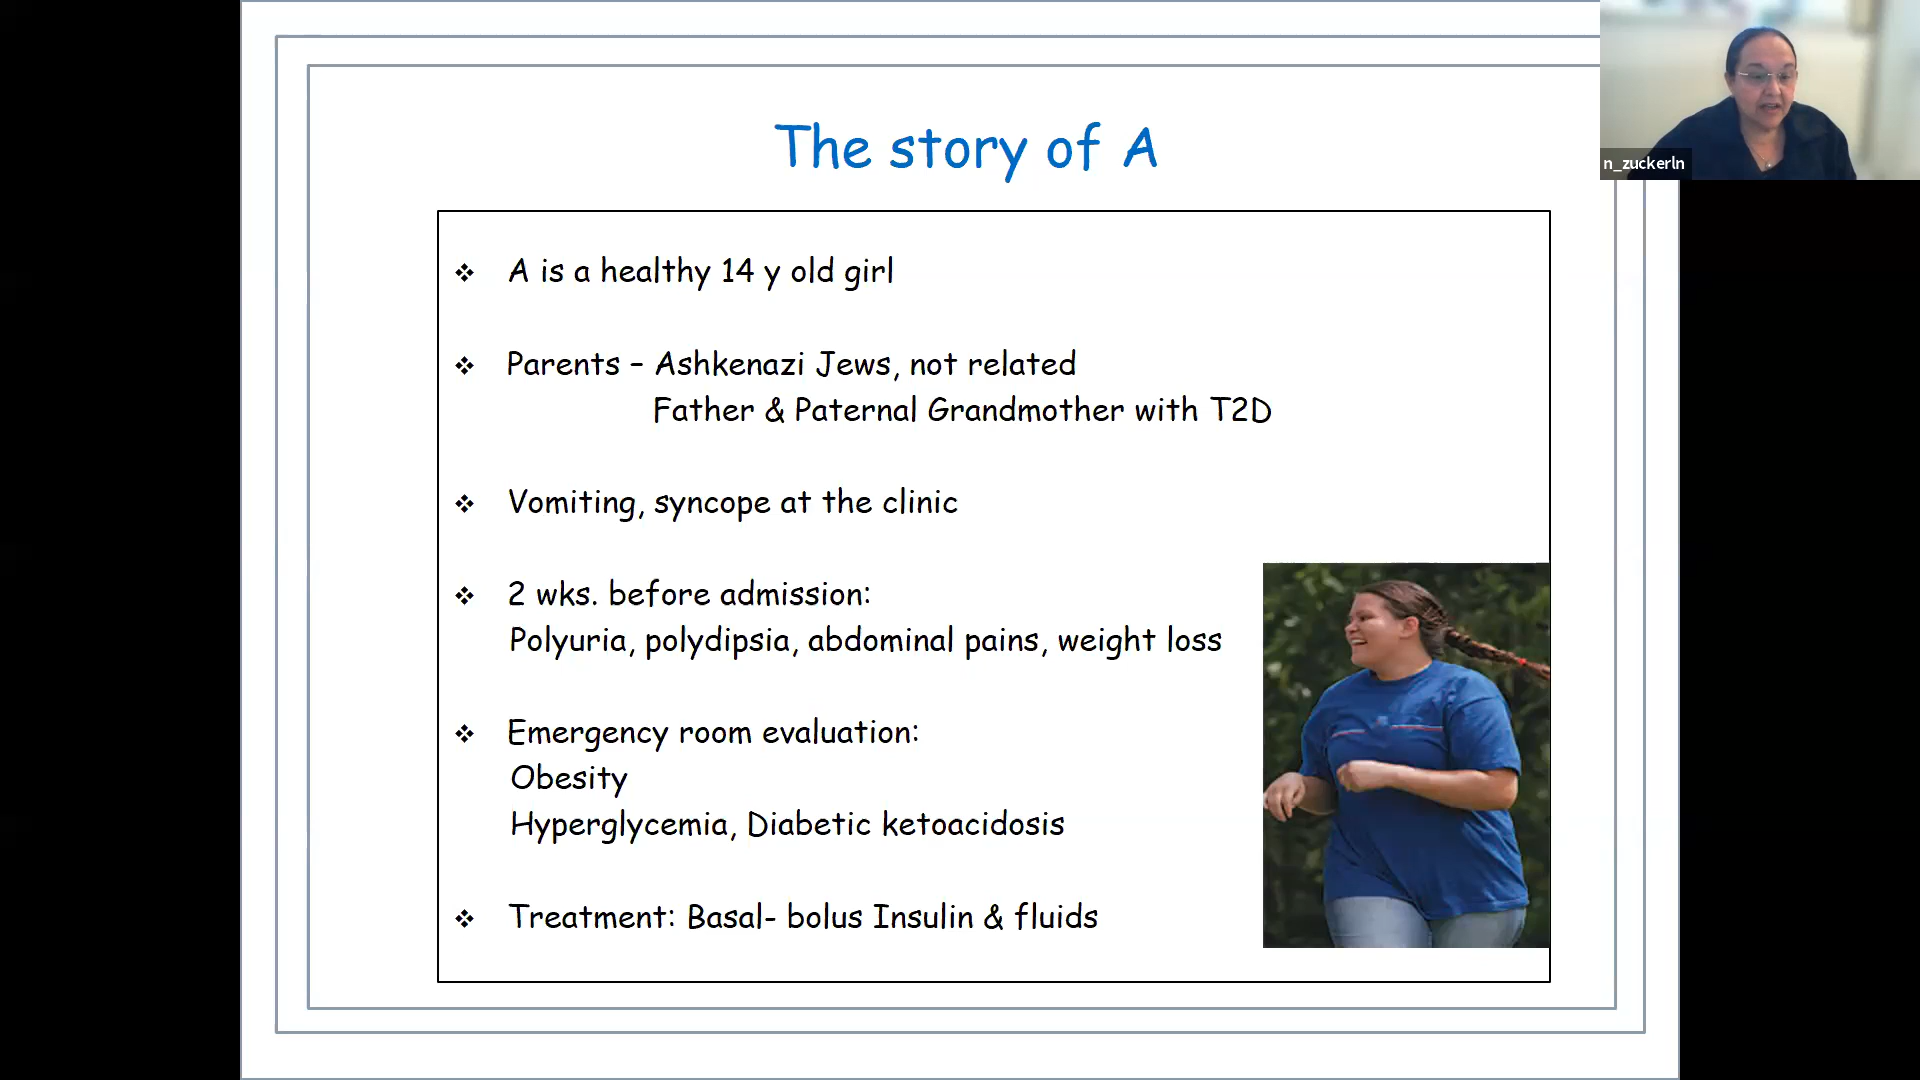 The story of A
n_zuckerln
❖ A is a healthy 14 y old girl
❖ Parents – Ashkenazi Jews, not related
Father & Paternal Grandmother with T2D
❖ Vomiting, syncope at the clinic
❖ 2 wks. before admission:
Polyuria, polydipsia, abdominal pains, weight loss
❖ Emergency room evaluation:
Obesity
Hyperglycemia, Diabetic ketoacidosis
❖ Treatment: Basal- bolus Insulin & fluids